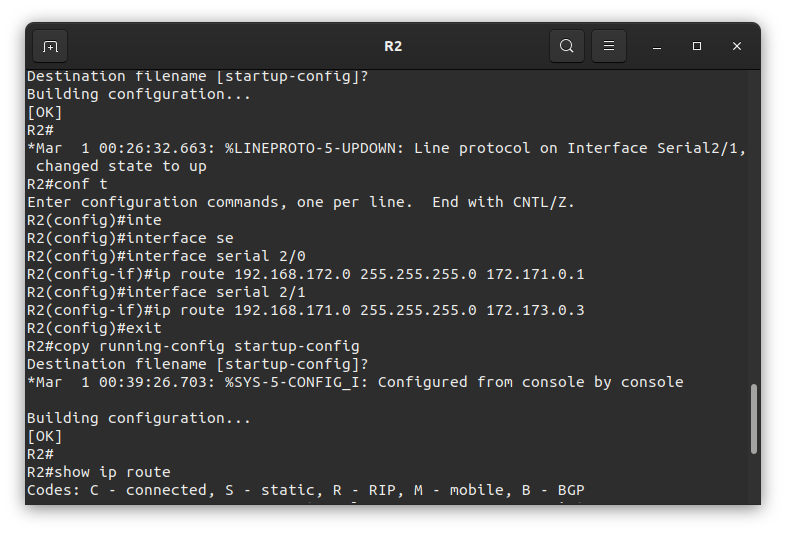 R2
Destination filename [startup-config]?
Building configuration...
[OK]
R2#
*Mar  1 00:26:32.663: %LINEPROTO-5-UPDOWN: Line protocol on Interface Serial2/1,
 changed state to up
R2#conf t
Enter configuration commands, one per line.  End with CNTL/Z.
R2(config)#inte
R2(config)#interface se
R2(config)#interface serial 2/0
R2(config-if)#ip route 192.168.172.0 255.255.255.0 172.171.0.1
R2(config)#interface serial 2/1
R2(config-if)#ip route 192.168.171.0 255.255.255.0 172.173.0.3
R2(config)#exit
R2#copy running-config startup-config
Destination filename [startup-config]?
*Mar  1 00:39:26.703: %SYS-5-CONFIG_I: Configured from console by console
Building configuration...
[OK]
R2#
R2#show ip route
Codes: C - connected, S - static, R - RIP, M - mobile, B - BGP